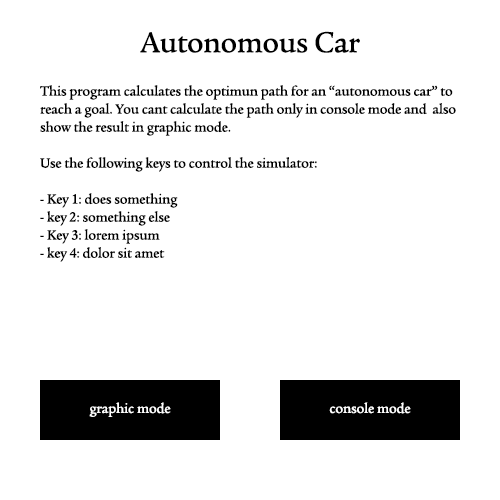 Autonomous Car
This program calculates the optimun path for an “autonomous car” to
reach a goal. You cant calculate the path only in console mode and  also
show the result in graphic mode.
Use the following keys to control the simulator:
- Key 1: does something
- key 2: something else
- Key 3: lorem ipsum
- key 4: dolor sit amet
graphic mode
console mode